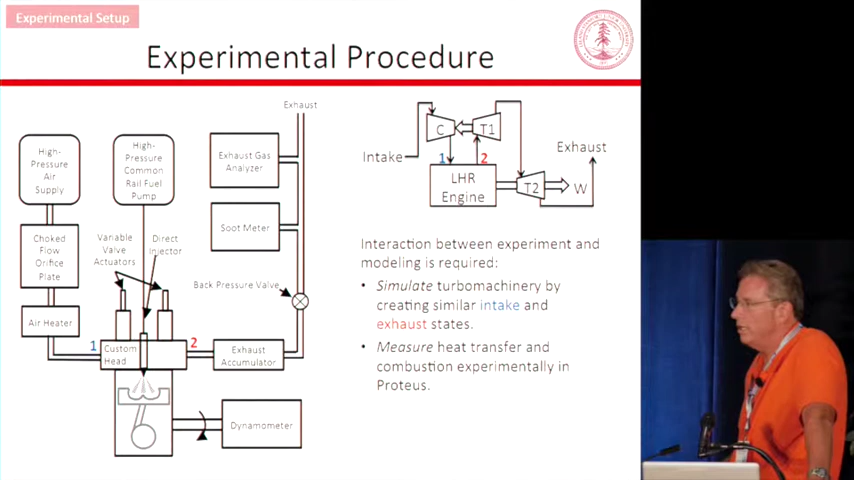 Experimental Setup
Experimental Procedure
Exhaust
High-
Pressure Air
Supply
High-
Pressure
Common
Rail Fuel
Pump
Exhaust Gas
Analyzer
Choked
Flow
Orifice
Plate
Variable
Valve
Actuators
Direct
Injector
Soot Meter
Back Pressure Valve
Air Heater
1
Custom
Head
2
Exhaust
Accumulator
Dynamometer
C
T1
Intake
1
2
Exhaust
LHR
Engine
T2
W
Interaction between experiment and
modeling is required:
• Simulate turbomachinery by
creating similar intake and
exhaust states.
• Measure heat transfer and
combustion experimentally in
Proteus.